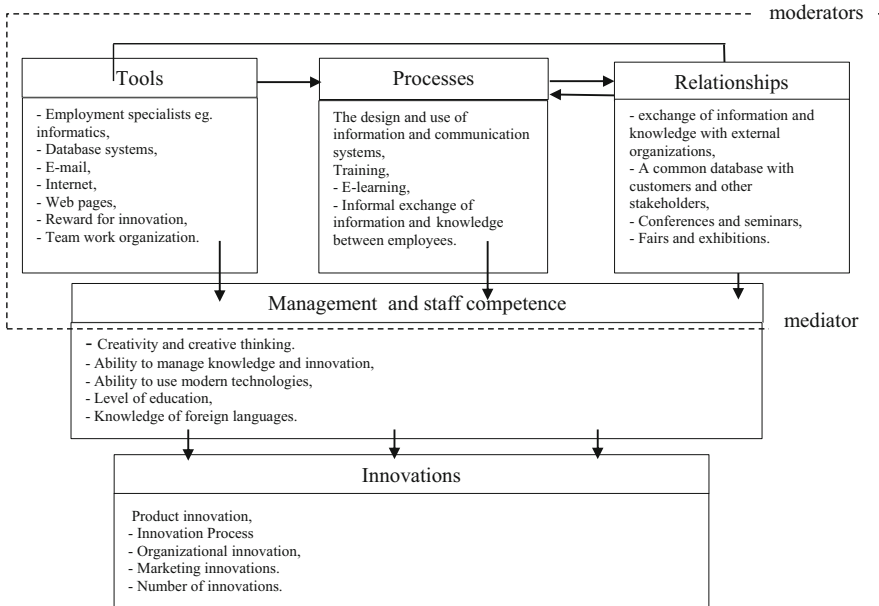 moderators
Tools
- Employment specialists eg.
informatics,
- Database systems,
- E-mail,
- Internet,
- Web pages,
- Reward for innovation,
- Team work organization.
Processes
The design and use of
information and communication
systems,
Training,
- E-learning,
- Informal exchange of
information and knowledge
between employees.
Relationships
- exchange of information and
knowledge with external
organizations,
- A common database with
customers and other
stakeholders,
- Conferences and seminars,
- Fairs and exhibitions.
Management and staff competence
mediator
- Creativity and creative thinking.
- Ability to manage knowledge and innovation,
- Ability to use modern technologies,
- Level of education,
- Knowledge of foreign languages.
Innovations
Product innovation,
- Innovation Process
- Organizational innovation,
- Marketing innovations.
- Number of innovations.